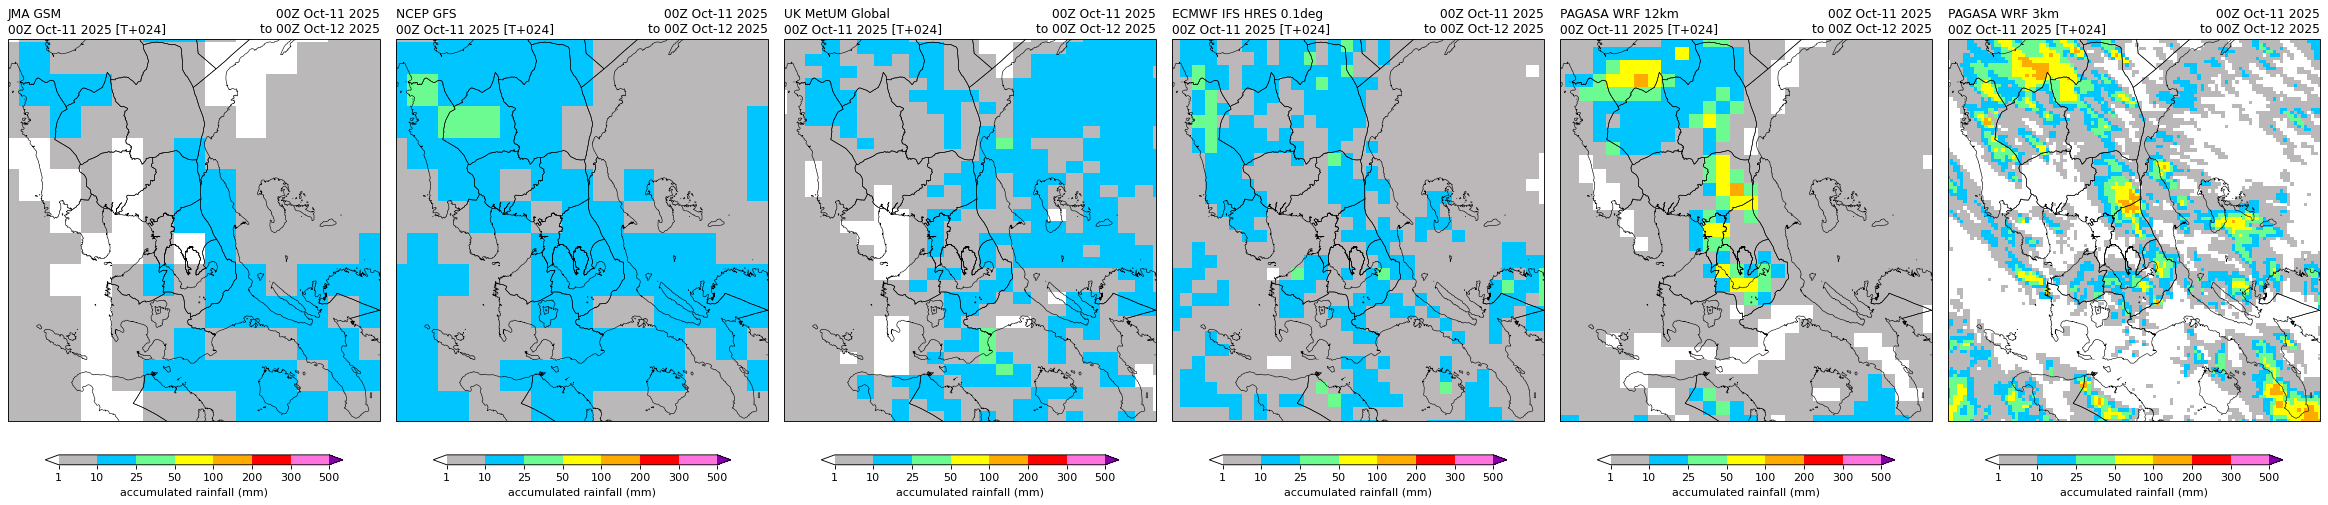 JMA GSM
00Z Oct-11 2025
00Z Oct-11 2025 [T+024]
to 00Z Oct-12 2025
NCEP GFS
00Z Oct-11 2025
00Z Oct-11 2025 [T+024]
to 00Z Oct-12 2025
UK MetUM Global
00Z Oct-11 2025
00Z Oct-11 2025 [T+024]
to 00Z Oct-12 2025
ECMWF IFS HRES 0.1deg
00Z Oct-11 2025
00Z Oct-11 2025 [T+024]
to 00Z Oct-12 2025
PAGASA WRF 12km
00Z Oct-11 2025
00Z Oct-11 2025 [T+024]
to 00Z Oct-12 2025
PAGASA WRF 3km
00Z Oct-11 2025
00Z Oct-11 2025 [T+024]
to 00Z Oct-12 2025
1 10 25 50 100 200 300 500
accumulated rainfall (mm)
1 10 25 50 100 200 300 500
accumulated rainfall (mm)
1 10 25 50 100 200 300 500
accumulated rainfall (mm)
1 10 25 50 100 200 300 500
accumulated rainfall (mm)
1 10 25 50 100 200 300 500
accumulated rainfall (mm)
1 10 25 50 100 200 300 500
accumulated rainfall (mm)